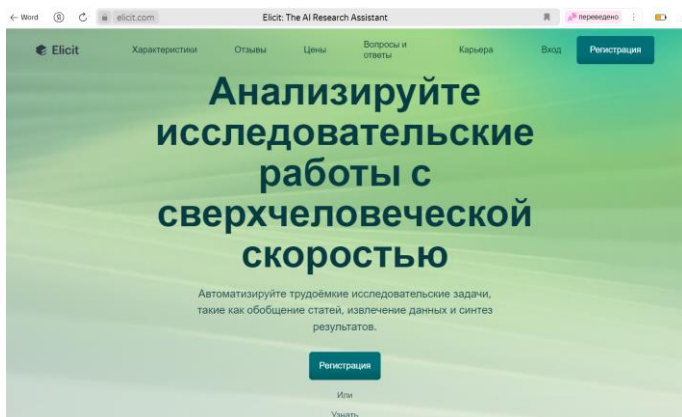 ← Word
elicit.com
Elicit: The AI Research Assistant
переведено
Elicit
Характеристики
Отзывы
Цены
Вопросы и
ответы
Карьера
Вход
Регистрация
Анализируйте
исследовательские
работы с
сверхчеловеческой
скоростью
Автоматизируйте трудоёмкие исследовательские задачи,
такие как обобщение статей, извлечение данных и синтез
результатов.
Регистрация
Или
Узнать